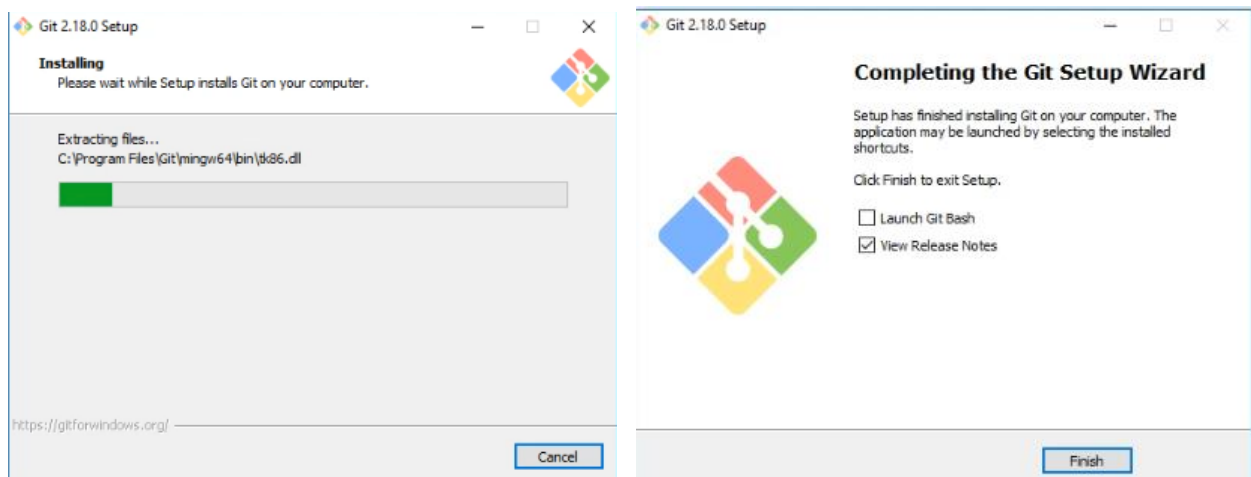 Git 2.18.0 Setup
Installing
Please wait while Setup installs Git on your computer.
Extracting files...
C:\Program Files\Git\mingw64\bin\tk86.dll
https://gitforwindows.org/
Cancel
Git 2.18.0 Setup
Completing the Git Setup Wizard
Setup has finished installing Git on your computer. The
application may be launched by selecting the installed
shortcuts.
Click Finish to exit Setup.
Launch Git Bash
View Release Notes
Finish